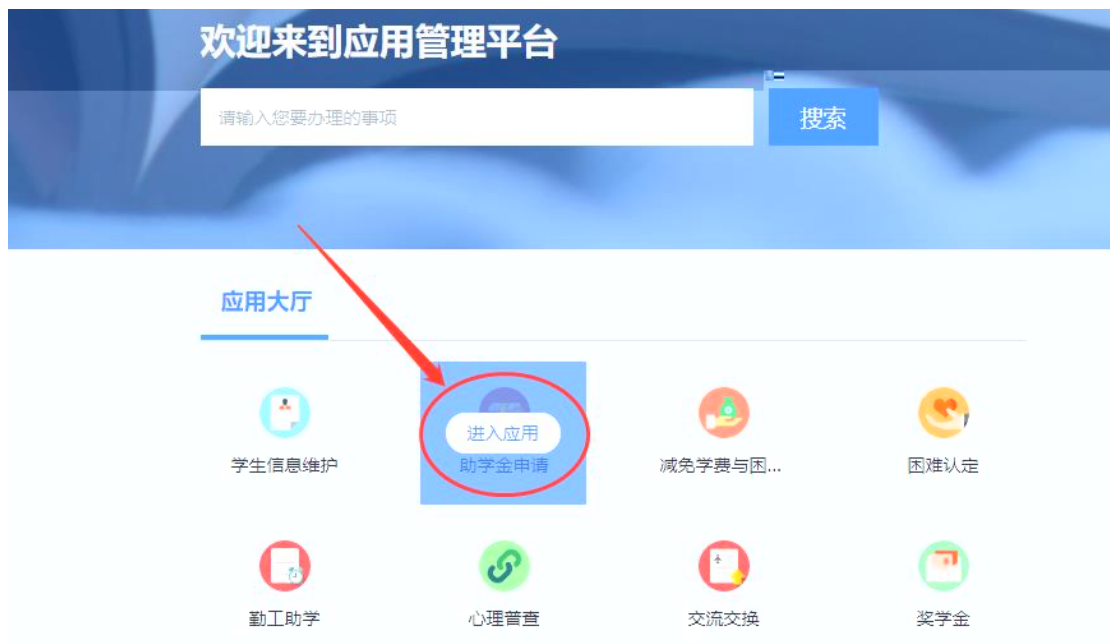 欢迎来到应用管理平台
请输入您要办理的事项
搜索
应用大厅
进入应用
学生信息维护
助学金申请
减免学费与困...
困难认定
勤工助学
心理普查
交流交换
奖学金